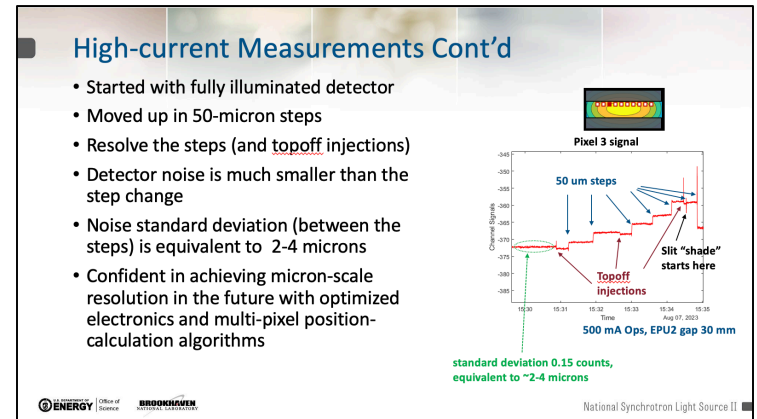 High-current Measurements Cont'd
• Started with fully illuminated detector
• Moved up in 50-micron steps
• Resolve the steps (and topoff injections)
• Detector noise is much smaller than the
step change
• Noise standard deviation (between the
steps) is equivalent to 2-4 microns
• Confident in achieving micron-scale
resolution in the future with optimized
electronics and multi-pixel position-
calculation algorithms
Pixel 3 signal
-345
-350
-355
-360
-365
-370
-375
-380
-385
Channel Signals
50 um steps
Slit “shade”
starts here
Topoff
injections
15:30
15:31
15:32
15:33
15:34
15:35
Time
Aug 07, 2023
500 mA Ops, EPU2 gap 30 mm
standard deviation 0.15 counts,
equivalent to ~2-4 microns
U.S. DEPARTMENT OF
ENERGY
Office of
Science
BROOKHAVEN
NATIONAL LABORATORY
National Synchrotron Light Source II